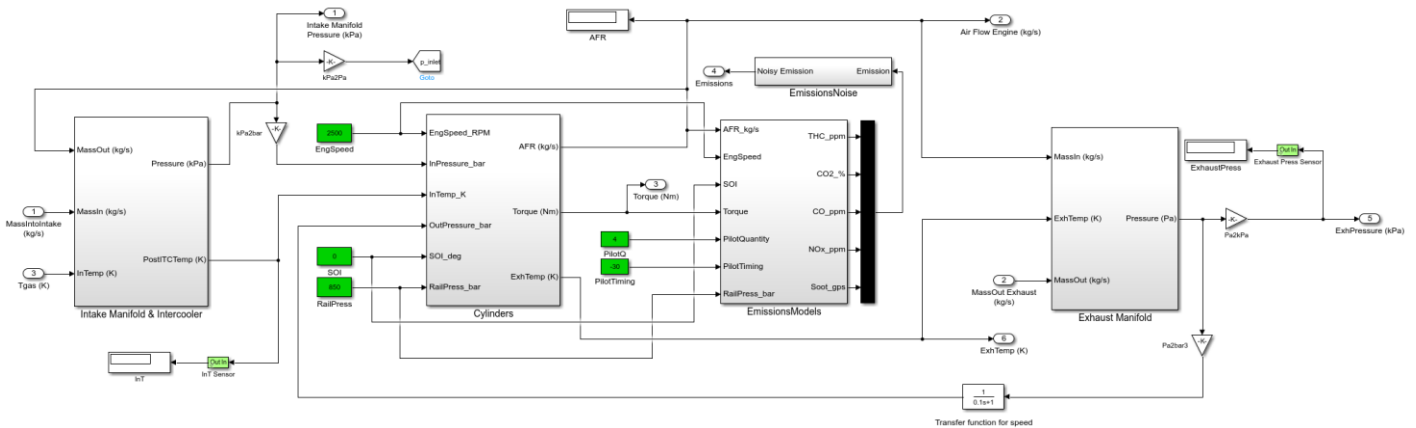 1
Intake Manifold
Pressure (kPa)
-K-
kPa2Pa
p_inlet
Goto
AFR
2
Air Flow Engine (kg/s)
4
Emissions
Noisy Emission
Emission
EmissionsNoise
kPa2bar
-K-
MassOut (kg/s)
Pressure (kPa)
MassIn (kg/s)
PostITCTemp (K)
InTemp (K)
Intake Manifold & Intercooler
1
MassIntoIntake
(kg/s)
3
Tgas (K)
2500
EngSpeed
EngSpeed_RPM
AFR (kg/s)
InPressure_bar
InTemp_K
Torque (Nm)
OutPressure_bar
SOI_deg
ExhTemp (K)
RailPress_bar
Cylinders
SOI
RailPress
3
Torque (Nm)
PilotQ
-30
PilotTiming
AFR_kg/s
THC_ppm
EngSpeed
CO2_%
SOI
Torque
CO_ppm
PilotQuantity
NOx_ppm
PilotTiming
Soot_gps
RailPress_bar
EmissionsModels
MassIn (kg/s)
ExhTemp (K)
Pressure (Pa)
MassOut (kg/s)
Exhaust Manifold
2
MassOut Exhaust
(kg/s)
ExhaustPress
Out In
Exhaust Press Sensor
-K-
Pa2kPa
5
ExhPressure (kPa)
6
ExhTemp (K)
Pa2bar3
-K-
InT
Out In
InT Sensor
1
0.1s+1
Transfer function for speed